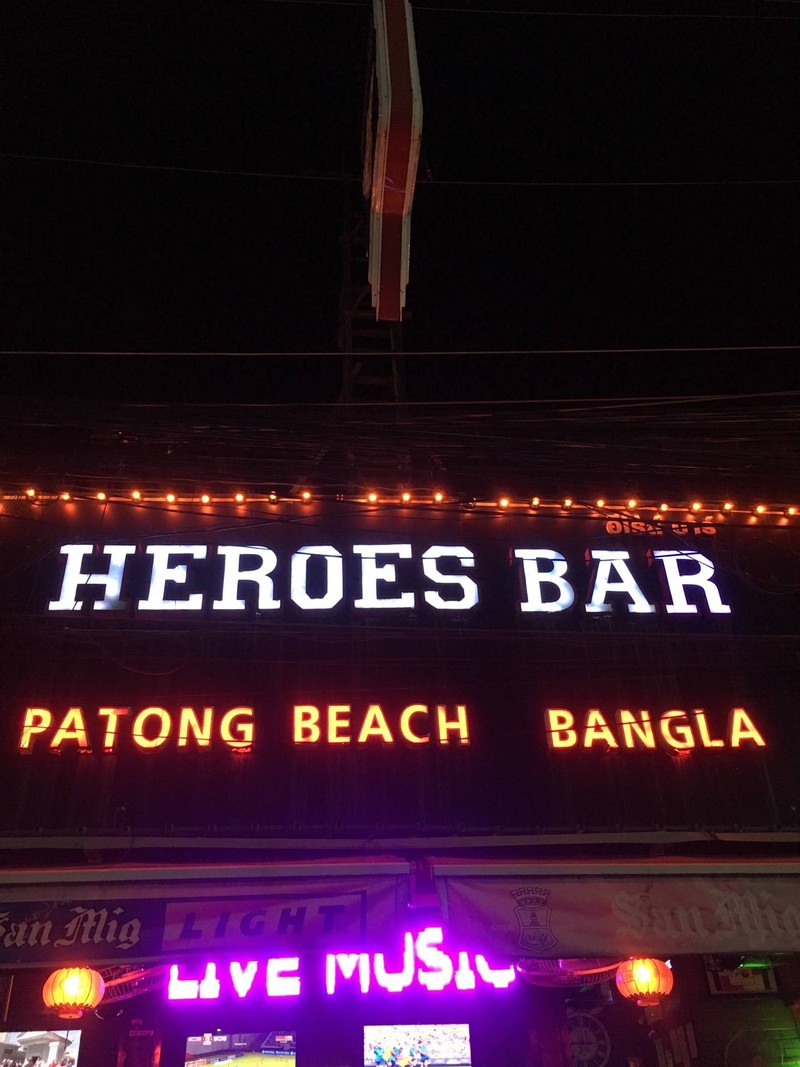 HEROES BAR
PATONG BEACH BANGLA
San Mig LIGHT San Mig
LIVE MUSIC